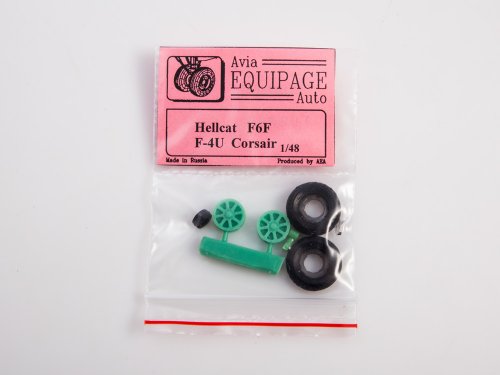 Avia
EQUIPAGE
Auto
Hellcat F6F
F-4U Corsair 1/48
Made in Russia Produced by AEA